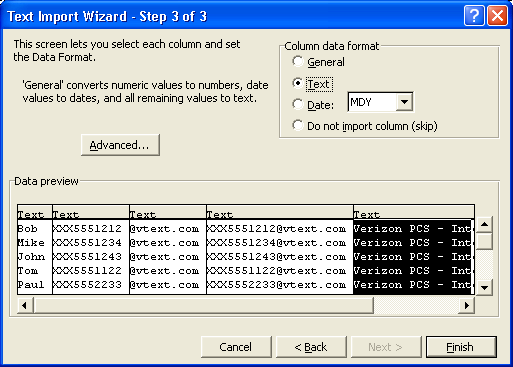 Text Import Wizard - Step 3 of 3
This screen lets you select each column and set
the Data Format.
'General' converts numeric values to numbers, date
values to dates, and all remaining values to text.
Advanced...
Column data format
General
Text
Date: MDY
Do not import column (skip)
Data preview
Text Text Text Text Text
Bob XXX5551212 @vtext.com XXX5551212@vtext.com Verizon PCS - Int
Mike XXX5551234 @vtext.com XXX5551234@vtext.com Verizon PCS - Int
John XXX5551243 @vtext.com XXX5551243@vtext.com Verizon PCS - Int
Tom XXX5551122 @vtext.com XXX5551122@vtext.com Verizon PCS - Int
Paul XXX5552233 @vtext.com XXX5552233@vtext.com Verizon PCS - Int
Cancel < Back Next > Finish